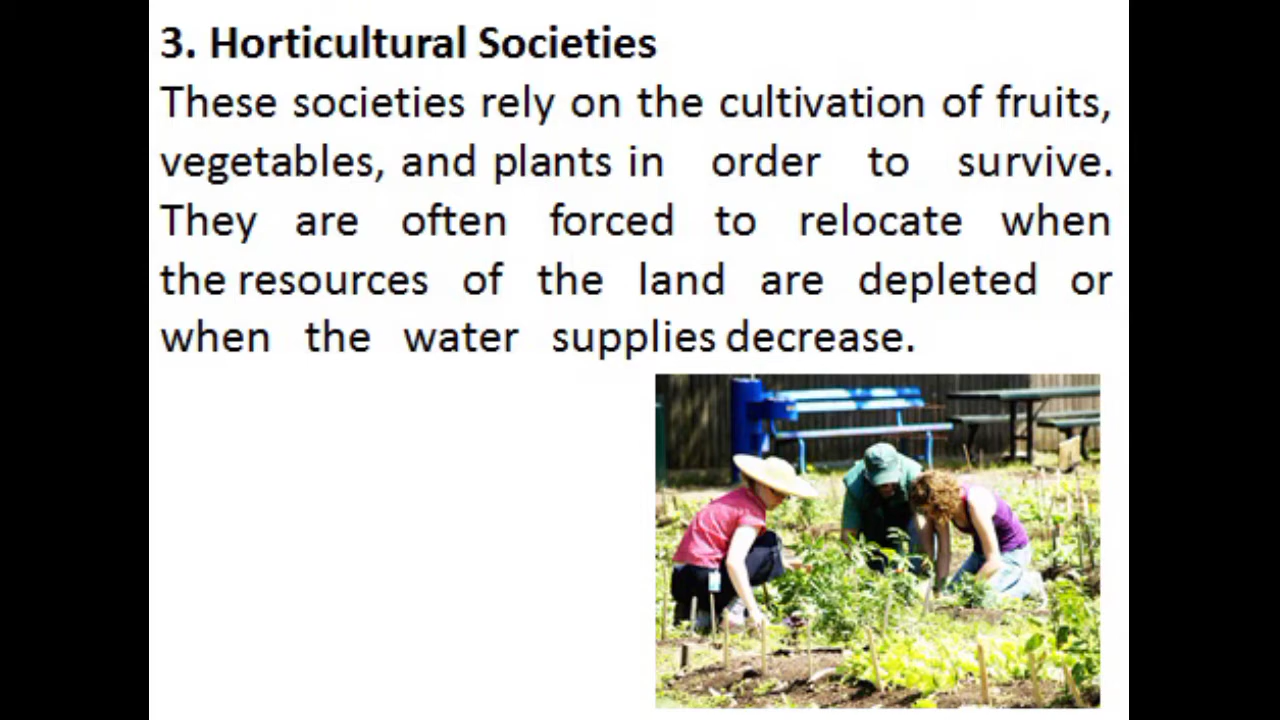 3. Horticultural Societies
These societies rely on the cultivation of fruits,
vegetables, and plants in order to survive.
They are often forced to relocate when
the resources of the land are depleted or
when the water supplies decrease.